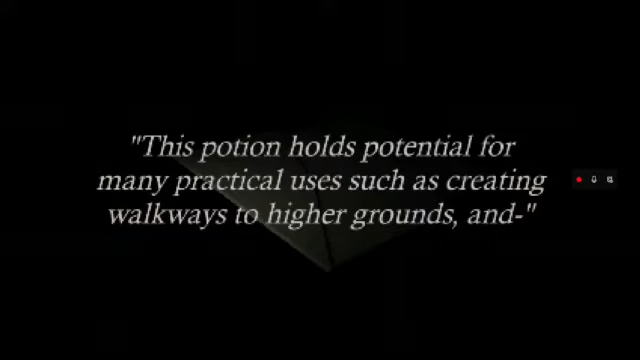 "This potion holds potential for
many practical uses such as creating
walkways to higher grounds, and-"